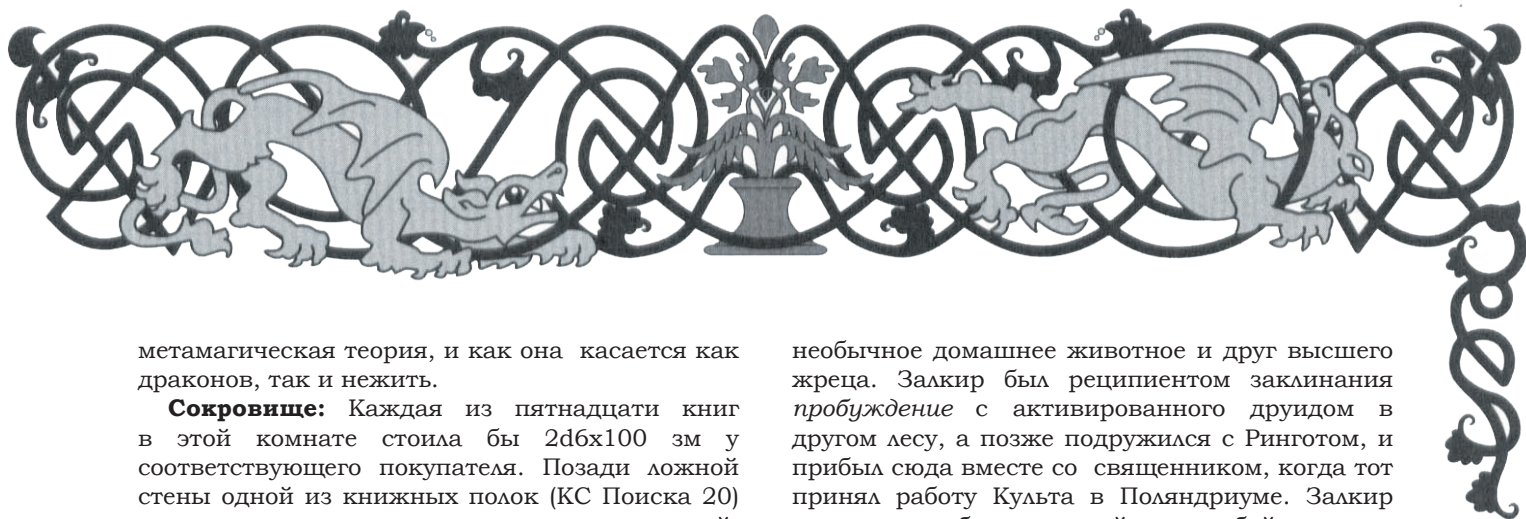 метамагическая теория, и как она касается как
драконов, так и нежить.
Сокровище: Каждая из пятнадцати книг
в этой комнате стоила бы 2d6x100 зм у
соответствующего покупателя. Позади ложной
стены одной из книжных полок (КС Поиска 20)
необычное домашнее животное и друг высшего
жреца. Залкир был реципиентом заклинания
пробуждение с активированного друидом в
другом лесу, а позже подружился с Ринготом, и
прибыл сюда вместе со священником, когда тот
принял работу Культа в Поляндриуме. Залкир